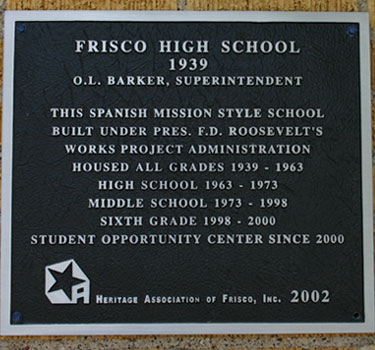 FRISCO HIGH SCHOOL
1939
O.L. BARKER, SUPERINTENDENT
THIS SPANISH MISSION STYLE SCHOOL
BUILT UNDER PRES. F.D. ROOSEVELT'S
WORKS PROJECT ADMINISTRATION
HOUSED ALL GRADES 1939 - 1963
HIGH SCHOOL 1963 - 1973
MIDDLE SCHOOL 1973 - 1998
SIXTH GRADE 1998 - 2000
STUDENT OPPORTUNITY CENTER SINCE 2000
HERITAGE ASSOCIATION OF FRISCO, INC. 2002